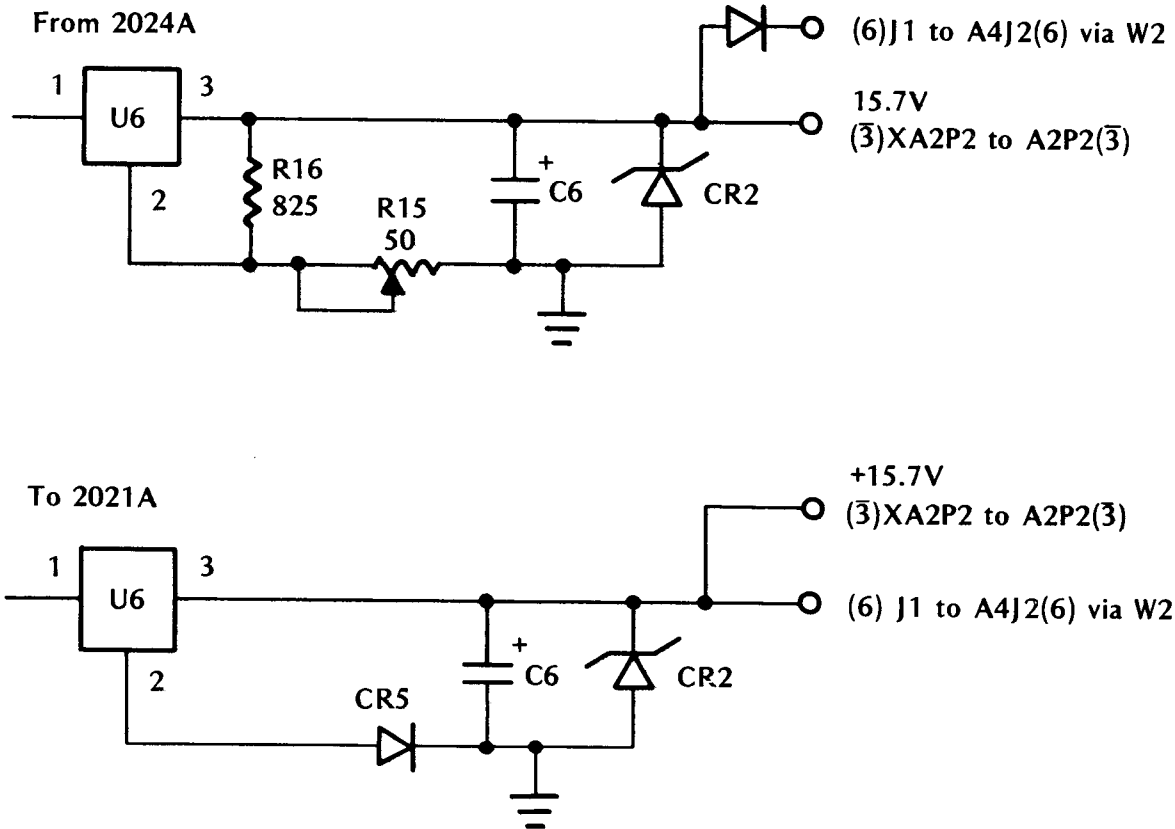 From 2024A
(6)J1 to A4J2(6) via W2
1
3
U6
15.7V
(3̅)XA2P2 to A2P2(3̅)
2
R16
825
R15
50
+
C6
CR2
To 2021A
+15.7V
(3̅)XA2P2 to A2P2(3̅)
1
3
U6
(6) J1 to A4J2(6) via W2
2
CR5
+
C6
CR2